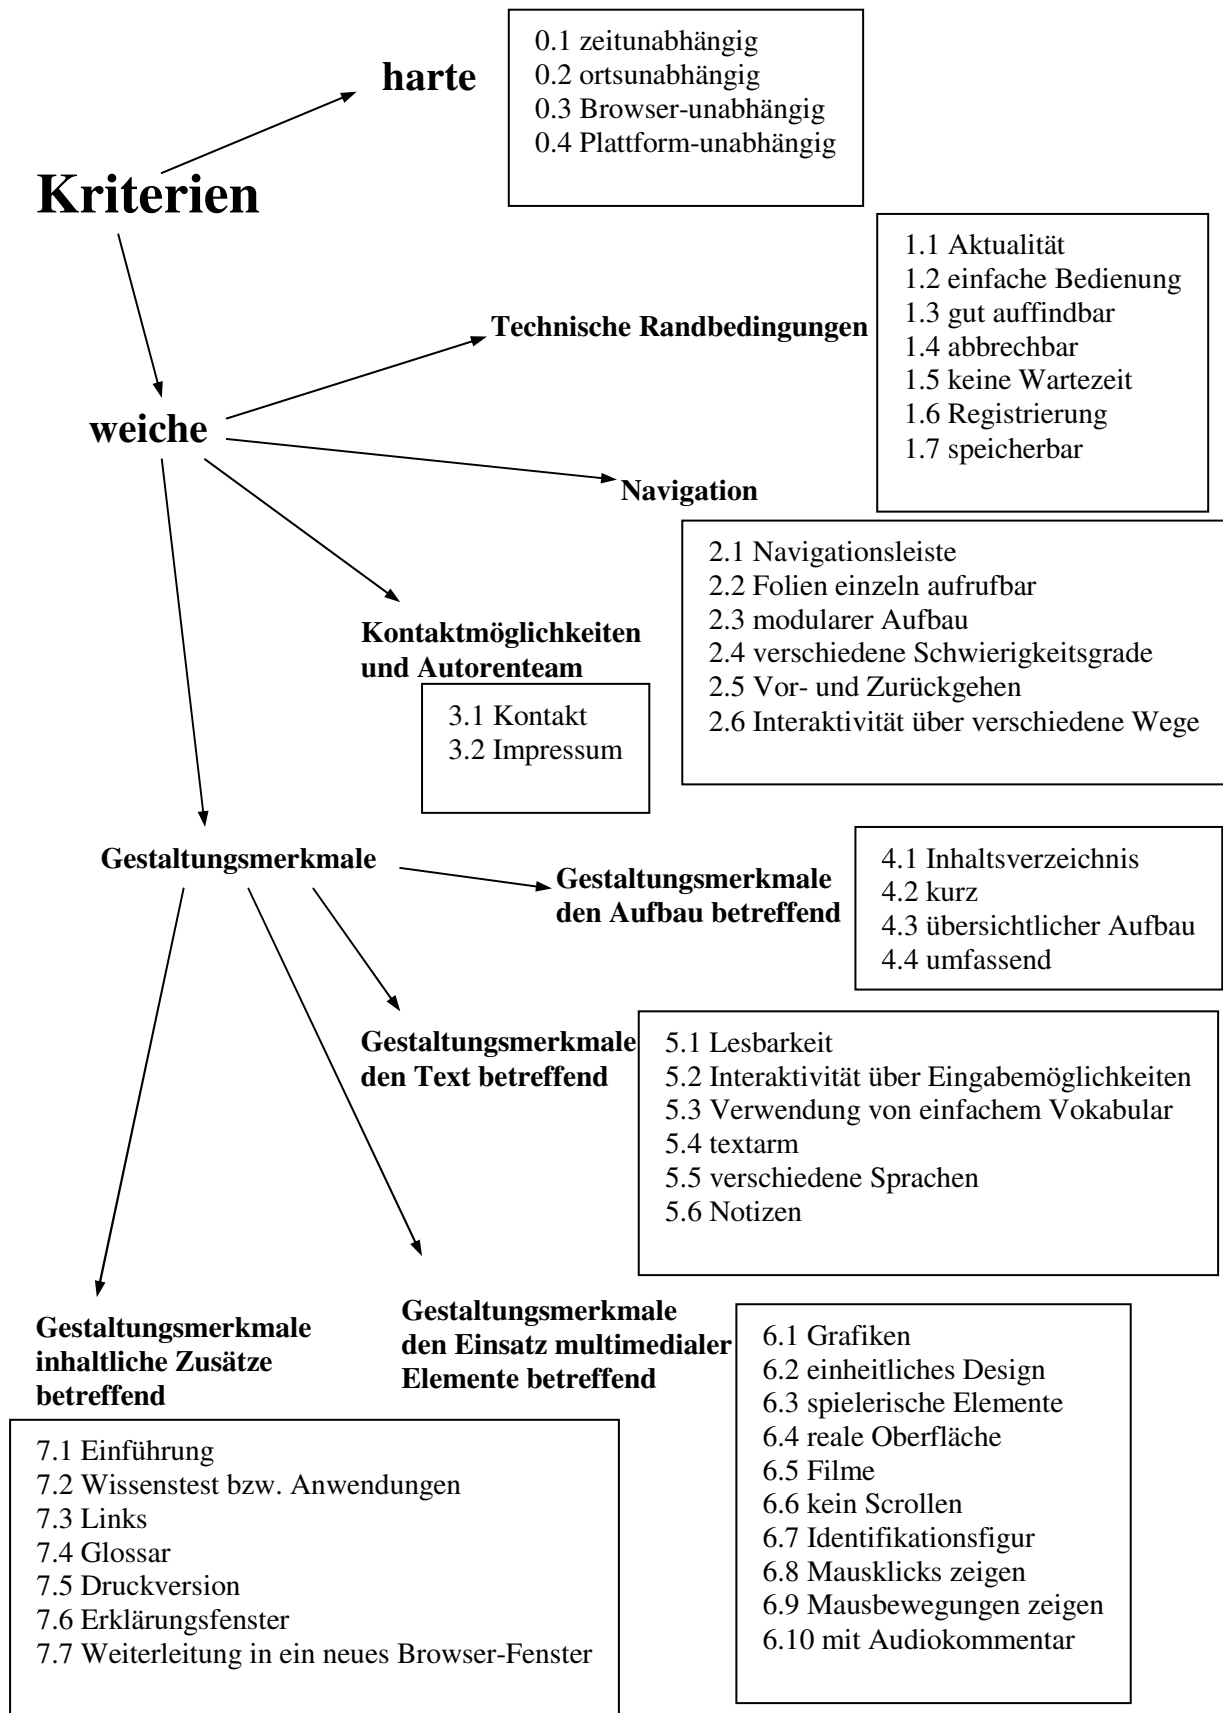 harte
0.1 zeitunabhängig
0.2 ortsunabhängig
0.3 Browser-unabhängig
0.4 Plattform-unabhängig
Kriterien
weiche
Technische Randbedingungen
1.1 Aktualität
1.2 einfache Bedienung
1.3 gut auffindbar
1.4 abbrechbar
1.5 keine Wartezeit
1.6 Registrierung
1.7 speicherbar
Navigation
2.1 Navigationsleiste
2.2 Folien einzeln aufrufbar
2.3 modularer Aufbau
2.4 verschiedene Schwierigkeitsgrade
2.5 Vor- und Zurückgehen
2.6 Interaktivität über verschiedene Wege
Kontaktmöglichkeiten
und Autorenteam
3.1 Kontakt
3.2 Impressum
Gestaltungsmerkmale
Gestaltungsmerkmale
den Aufbau betreffend
4.1 Inhaltsverzeichnis
4.2 kurz
4.3 übersichtlicher Aufbau
4.4 umfassend
Gestaltungsmerkmale
den Text betreffend
5.1 Lesbarkeit
5.2 Interaktivität über Eingabemöglichkeiten
5.3 Verwendung von einfachem Vokabular
5.4 textarm
5.5 verschiedene Sprachen
5.6 Notizen
Gestaltungsmerkmale
den Einsatz multimedialer
Elemente betreffend
6.1 Grafiken
6.2 einheitliches Design
6.3 spielerische Elemente
6.4 reale Oberfläche
6.5 Filme
6.6 kein Scrollen
6.7 Identifikationsfigur
6.8 Mausklicks zeigen
6.9 Mausbewegungen zeigen
6.10 mit Audiokommentar
Gestaltungsmerkmale
inhaltliche Zusätze
betreffend
7.1 Einführung
7.2 Wissenstest bzw. Anwendungen
7.3 Links
7.4 Glossar
7.5 Druckversion
7.6 Erklärungsfenster
7.7 Weiterleitung in ein neues Browser-Fenster